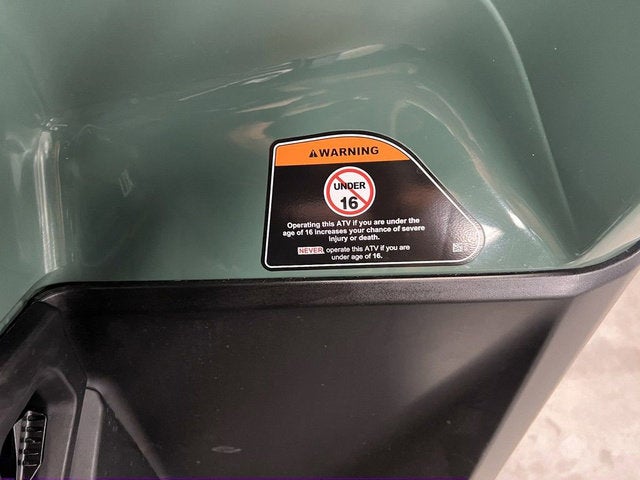 WARNING
UNDER
16
Operating this ATV if you are under the
age of 16 increases your chance of severe
injury or death.
NEVER operate this ATV if you are
under age of 16.